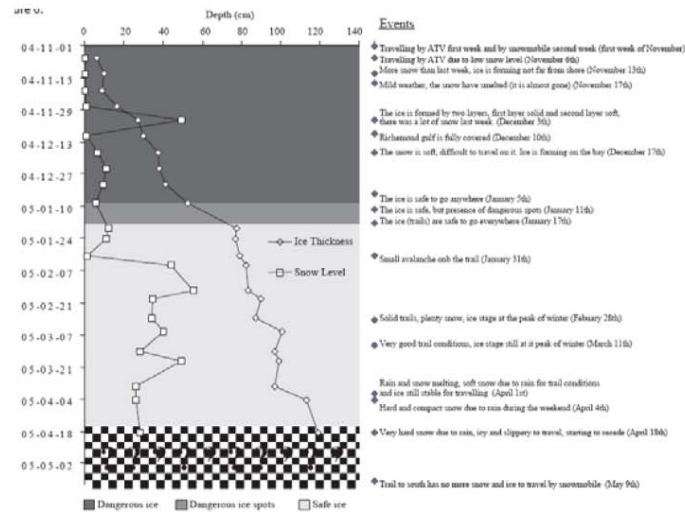 Depth (cm)
0 20 40 60 80 100 120 140
Events
04-11-01
04-11-15
04-11-29
04-12-13
04-12-27
05-01-10
05-01-24
05-02-07
05-02-21
05-03-07
05-03-21
05-04-04
05-04-18
05-05-02
Ice Thickness
Snow Level
Travelling by ATV first week and by snowmobile second week (first week of November)
Travelling by ATV due to low snow level (November 6th)
More snow than last week, ice is forming not far from shore (November 13th)
Mild weather, the snow have smelted (it is almost gone) (November 17th)
The ice is formed by two layers, first layer solid and second layer soft,
there was a lot of snow last week. (December 3th)
Richemond gulf is fully covered (December 10th)
The snow is soft, difficult to travel on it. Ice is forming on the bay (December 17th)
The ice is safe to go anywhere (January 5th)
The ice is safe, but presence of dangerous spots (January 11th)
The ice (trails) are safe to go everywhere (January 17th)
Small avalanche onb the trail (January 31th)
Solid trails, plenty snow, ice stage at the peak of winter (Febuary 28th)
Very good trail conditions, ice stage still at it peak of winter (March 11th)
Rain and snow melting, soft snow due to rain for trail conditions
and ice still stable for travelling (April 1st)
Hard and compact snow due to rain during the weekend (April 4th)
Very hard snow due to rain, icy and slippery to travel, starting to recede (April 18th)
Trail to south has no more snow and ice to travel by snowmobile (May 9th)
Dangerous ice
Dangerous ice spots
Safe ice